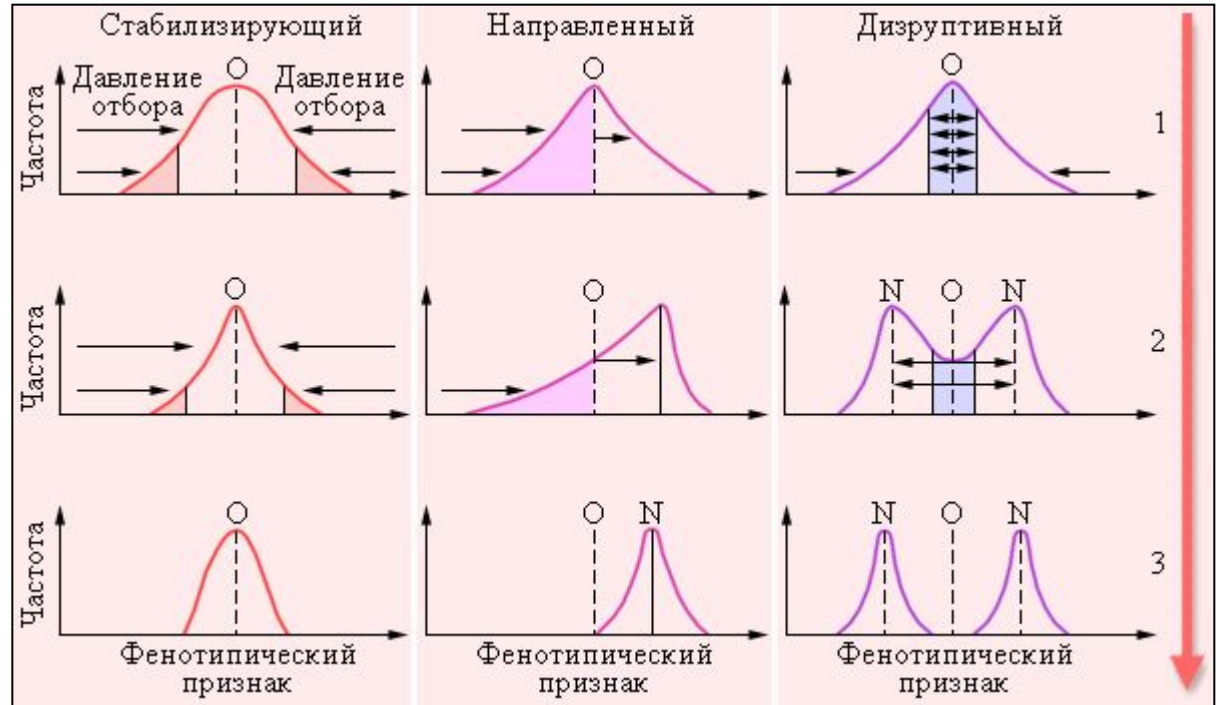 Стабилизирующий
Направленный
Дизруптивный
Частота
Давление
отбора
О
Давление
отбора
О
О
1
Частота
О
О
N О N
2
Частота
О
О N
N О N
3
Фенотипический
признак
Фенотипический
признак
Фенотипический
признак